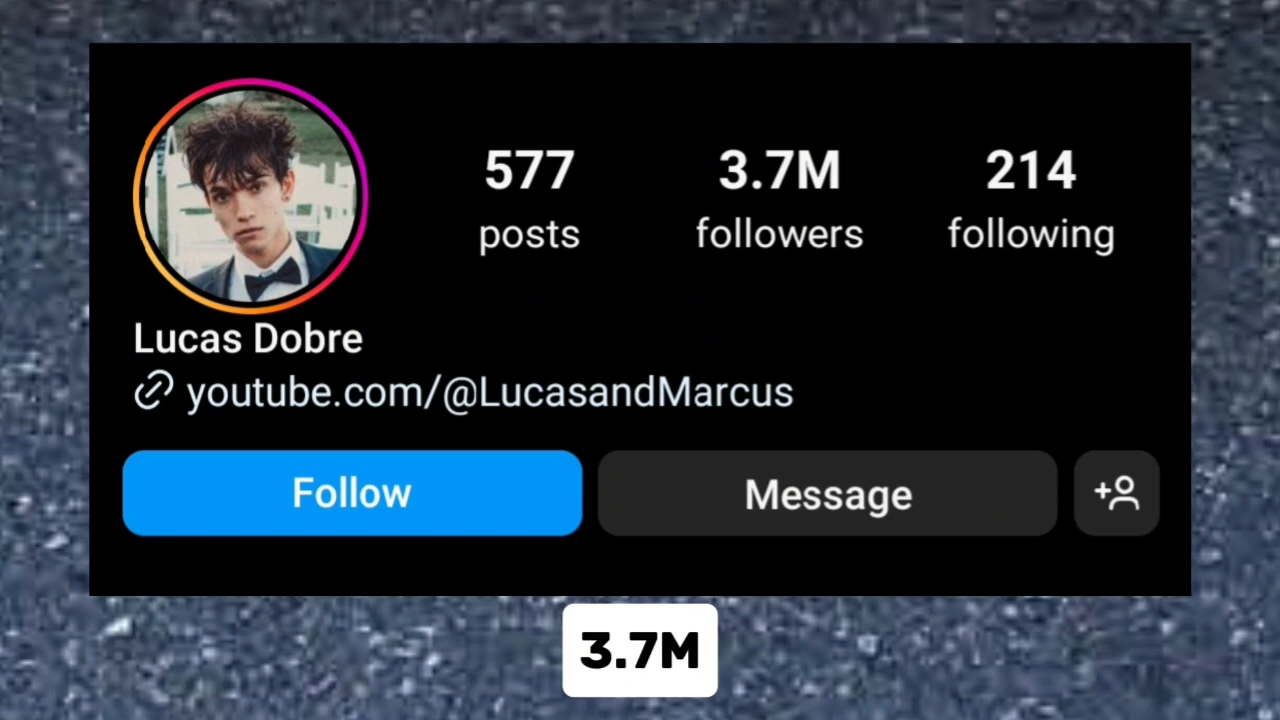 577 3.7M 214
posts followers following
Lucas Dobre
youtube.com/@LucasandMarcus
Follow Message
3.7M